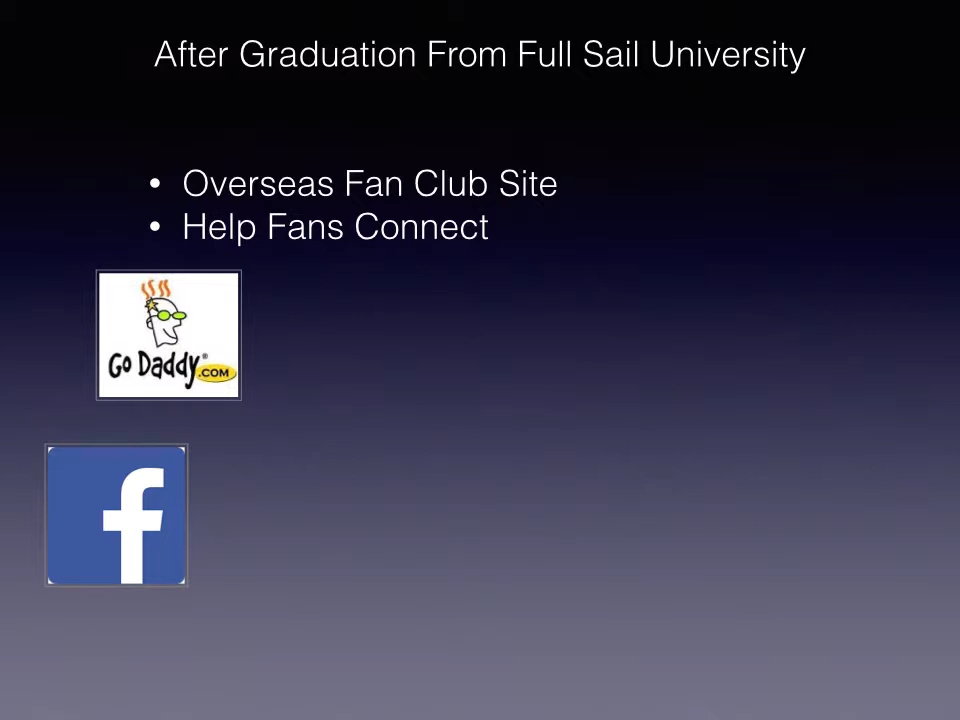 After Graduation From Full Sail University
• Overseas Fan Club Site
• Help Fans Connect
Go Daddy®
.COM
f